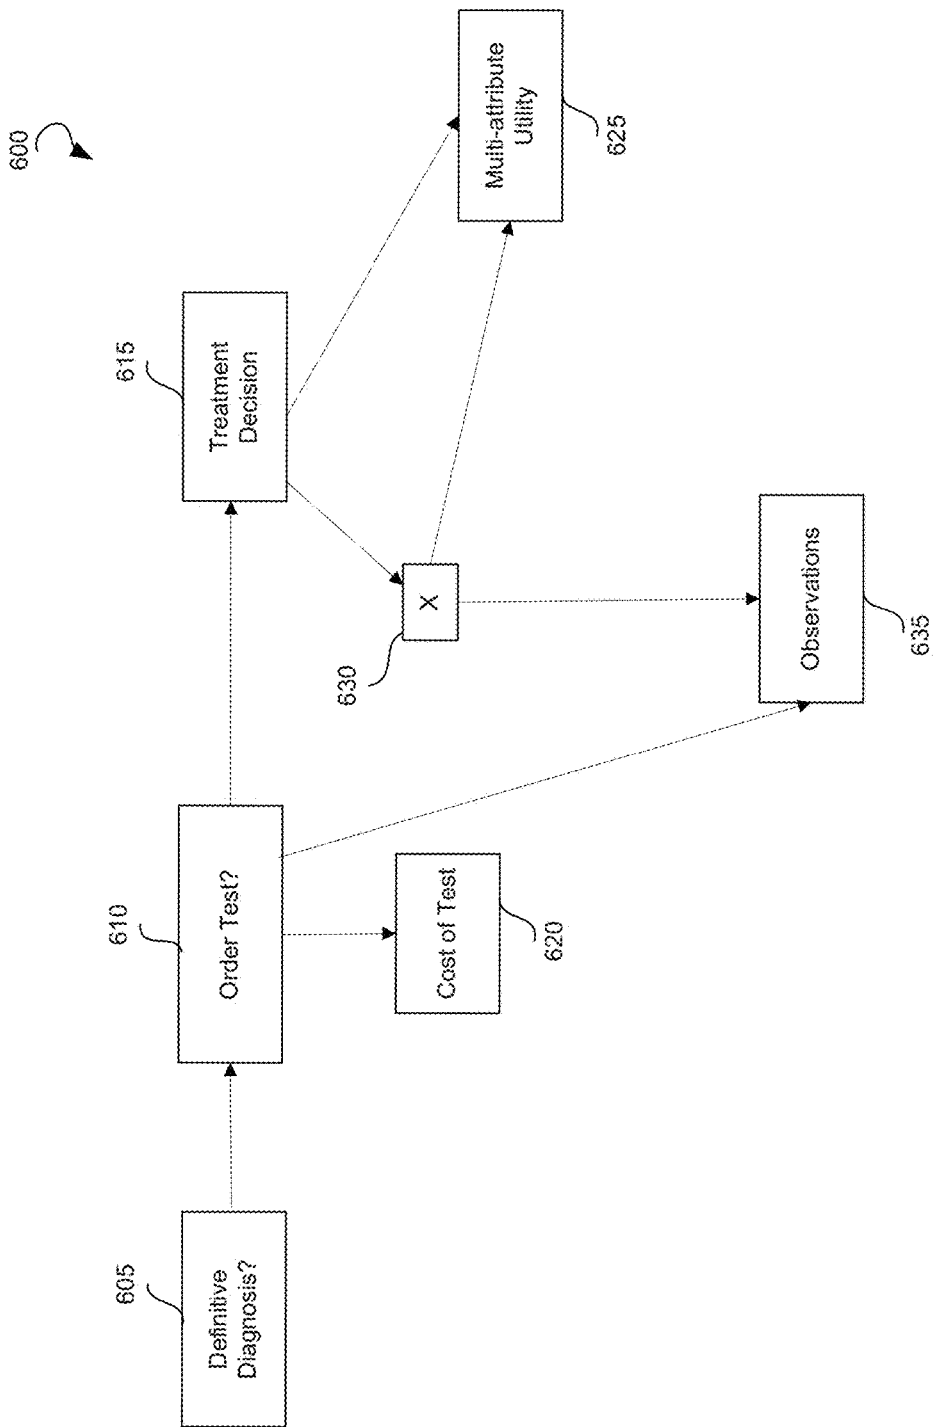 600
605
Definitive
Diagnosis?
610
Order Test?
615
Treatment
Decision
Cost of Test
620
630
X
Multi-attribute
Utility
625
Observations
635